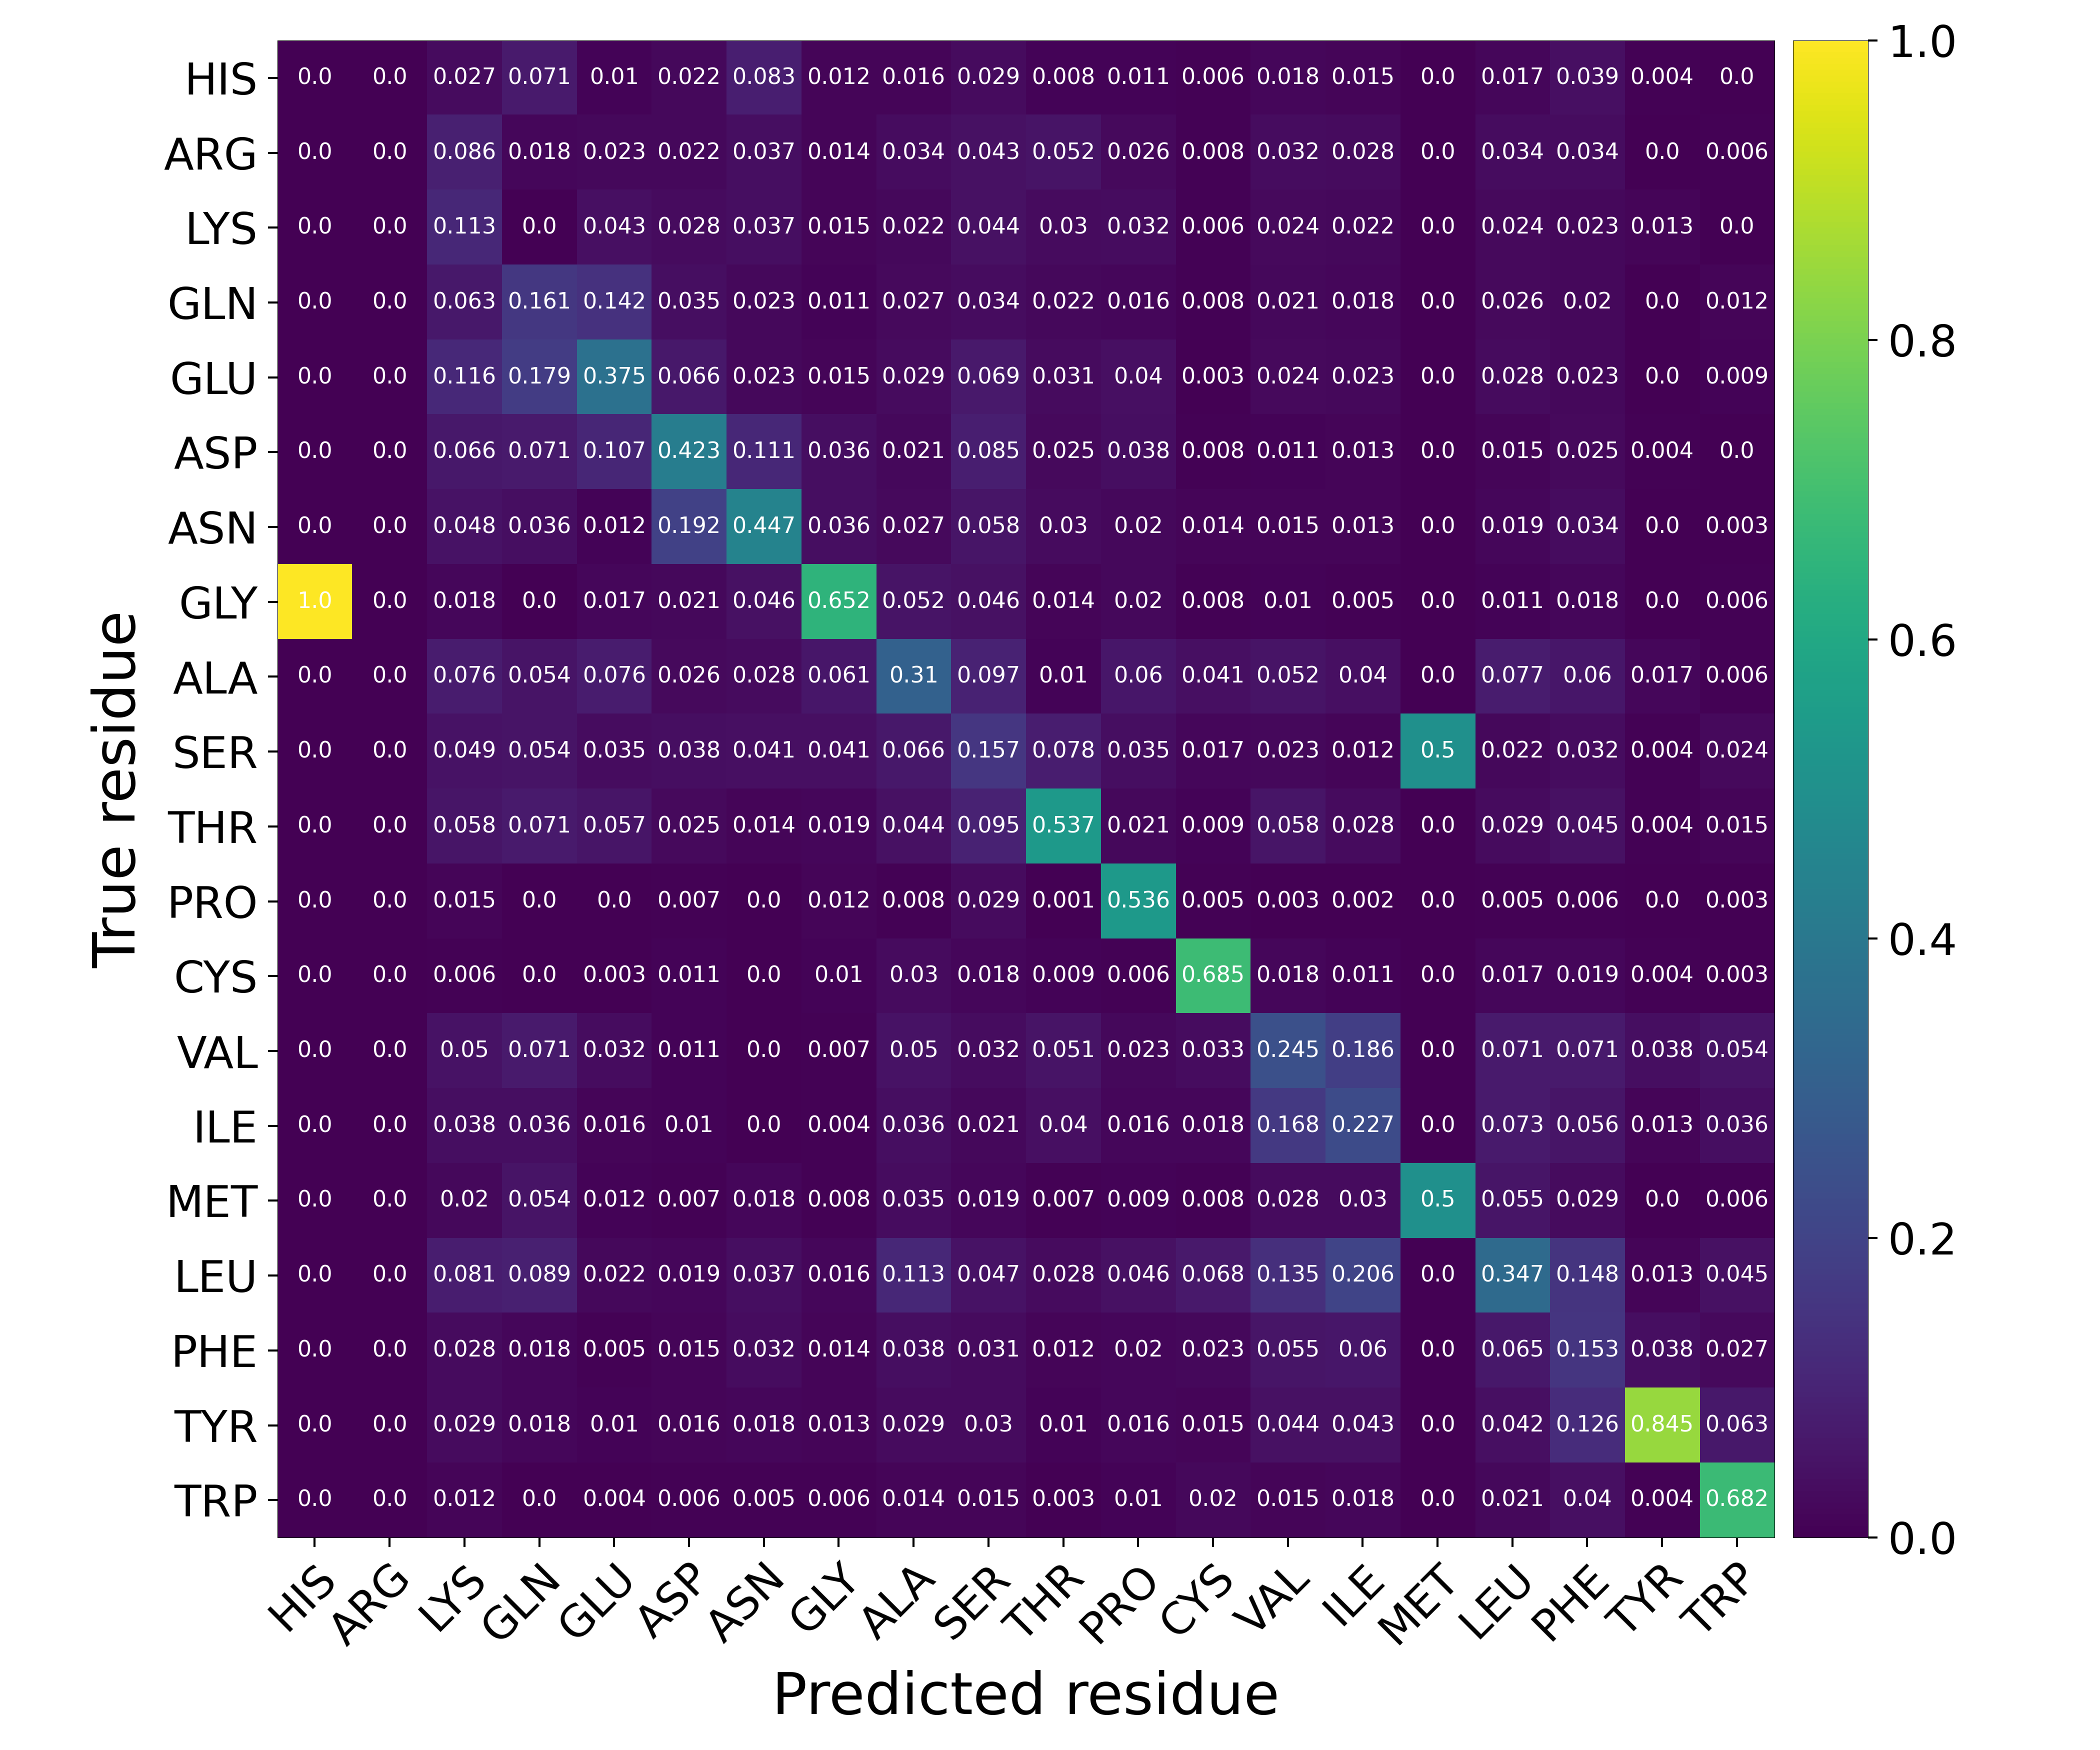 HIS 0.0 0.0 0.027 0.071 0.01 0.022 0.083 0.012 0.016 0.029 0.008 0.011 0.006 0.018 0.015 0.0 0.017 0.039 0.004 0.0
ARG 0.0 0.0 0.086 0.018 0.023 0.022 0.037 0.014 0.034 0.043 0.052 0.026 0.008 0.032 0.028 0.0 0.034 0.034 0.0 0.006
LYS 0.0 0.0 0.113 0.0 0.043 0.028 0.037 0.015 0.022 0.044 0.03 0.032 0.006 0.024 0.022 0.0 0.024 0.023 0.013 0.0
GLN 0.0 0.0 0.063 0.161 0.142 0.035 0.023 0.011 0.027 0.034 0.022 0.016 0.008 0.021 0.018 0.0 0.026 0.02 0.0 0.012
GLU 0.0 0.0 0.116 0.179 0.375 0.066 0.023 0.015 0.029 0.069 0.031 0.04 0.003 0.024 0.023 0.0 0.028 0.023 0.0 0.009
ASP 0.0 0.0 0.066 0.071 0.107 0.423 0.111 0.036 0.021 0.085 0.025 0.038 0.008 0.011 0.013 0.0 0.015 0.025 0.004 0.0
ASN 0.0 0.0 0.048 0.036 0.012 0.192 0.447 0.036 0.027 0.058 0.03 0.02 0.014 0.015 0.013 0.0 0.019 0.034 0.0 0.003
GLY 1.0 0.0 0.018 0.0 0.017 0.021 0.046 0.652 0.052 0.046 0.014 0.02 0.008 0.01 0.005 0.0 0.011 0.018 0.0 0.006
ALA 0.0 0.0 0.076 0.054 0.076 0.026 0.028 0.061 0.31 0.097 0.01 0.06 0.041 0.052 0.04 0.0 0.077 0.06 0.017 0.006
SER 0.0 0.0 0.049 0.054 0.035 0.038 0.041 0.041 0.066 0.157 0.078 0.035 0.017 0.023 0.012 0.5 0.022 0.032 0.004 0.024
THR 0.0 0.0 0.058 0.071 0.057 0.025 0.014 0.019 0.044 0.095 0.537 0.021 0.009 0.058 0.028 0.0 0.029 0.045 0.004 0.015
PRO 0.0 0.0 0.015 0.0 0.0 0.007 0.0 0.012 0.008 0.029 0.001 0.536 0.005 0.003 0.002 0.0 0.005 0.006 0.0 0.003
CYS 0.0 0.0 0.006 0.0 0.003 0.011 0.0 0.01 0.03 0.018 0.009 0.006 0.685 0.018 0.011 0.0 0.017 0.019 0.004 0.003
VAL 0.0 0.0 0.05 0.071 0.032 0.011 0.0 0.007 0.05 0.032 0.051 0.023 0.033 0.245 0.186 0.0 0.071 0.071 0.038 0.054
ILE 0.0 0.0 0.038 0.036 0.016 0.01 0.0 0.004 0.036 0.021 0.04 0.016 0.018 0.168 0.227 0.0 0.073 0.056 0.013 0.036
MET 0.0 0.0 0.02 0.054 0.012 0.007 0.018 0.008 0.035 0.019 0.007 0.009 0.008 0.028 0.03 0.5 0.055 0.029 0.0 0.006
LEU 0.0 0.0 0.081 0.089 0.022 0.019 0.037 0.016 0.113 0.047 0.028 0.046 0.068 0.135 0.206 0.0 0.347 0.148 0.013 0.045
PHE 0.0 0.0 0.028 0.018 0.005 0.015 0.032 0.014 0.038 0.031 0.012 0.02 0.023 0.055 0.06 0.0 0.065 0.153 0.038 0.027
TYR 0.0 0.0 0.029 0.018 0.01 0.016 0.018 0.013 0.029 0.03 0.01 0.016 0.015 0.044 0.043 0.0 0.042 0.126 0.845 0.063
TRP 0.0 0.0 0.012 0.0 0.004 0.006 0.005 0.006 0.014 0.015 0.003 0.01 0.02 0.015 0.018 0.0 0.021 0.04 0.004 0.682
HIS ARG LYS GLN GLU ASP ASN GLY ALA SER THR PRO CYS VAL ILE MET LEU PHE TYR TRP
Predicted residue
True residue
1.0
0.8
0.6
0.4
0.2
0.0